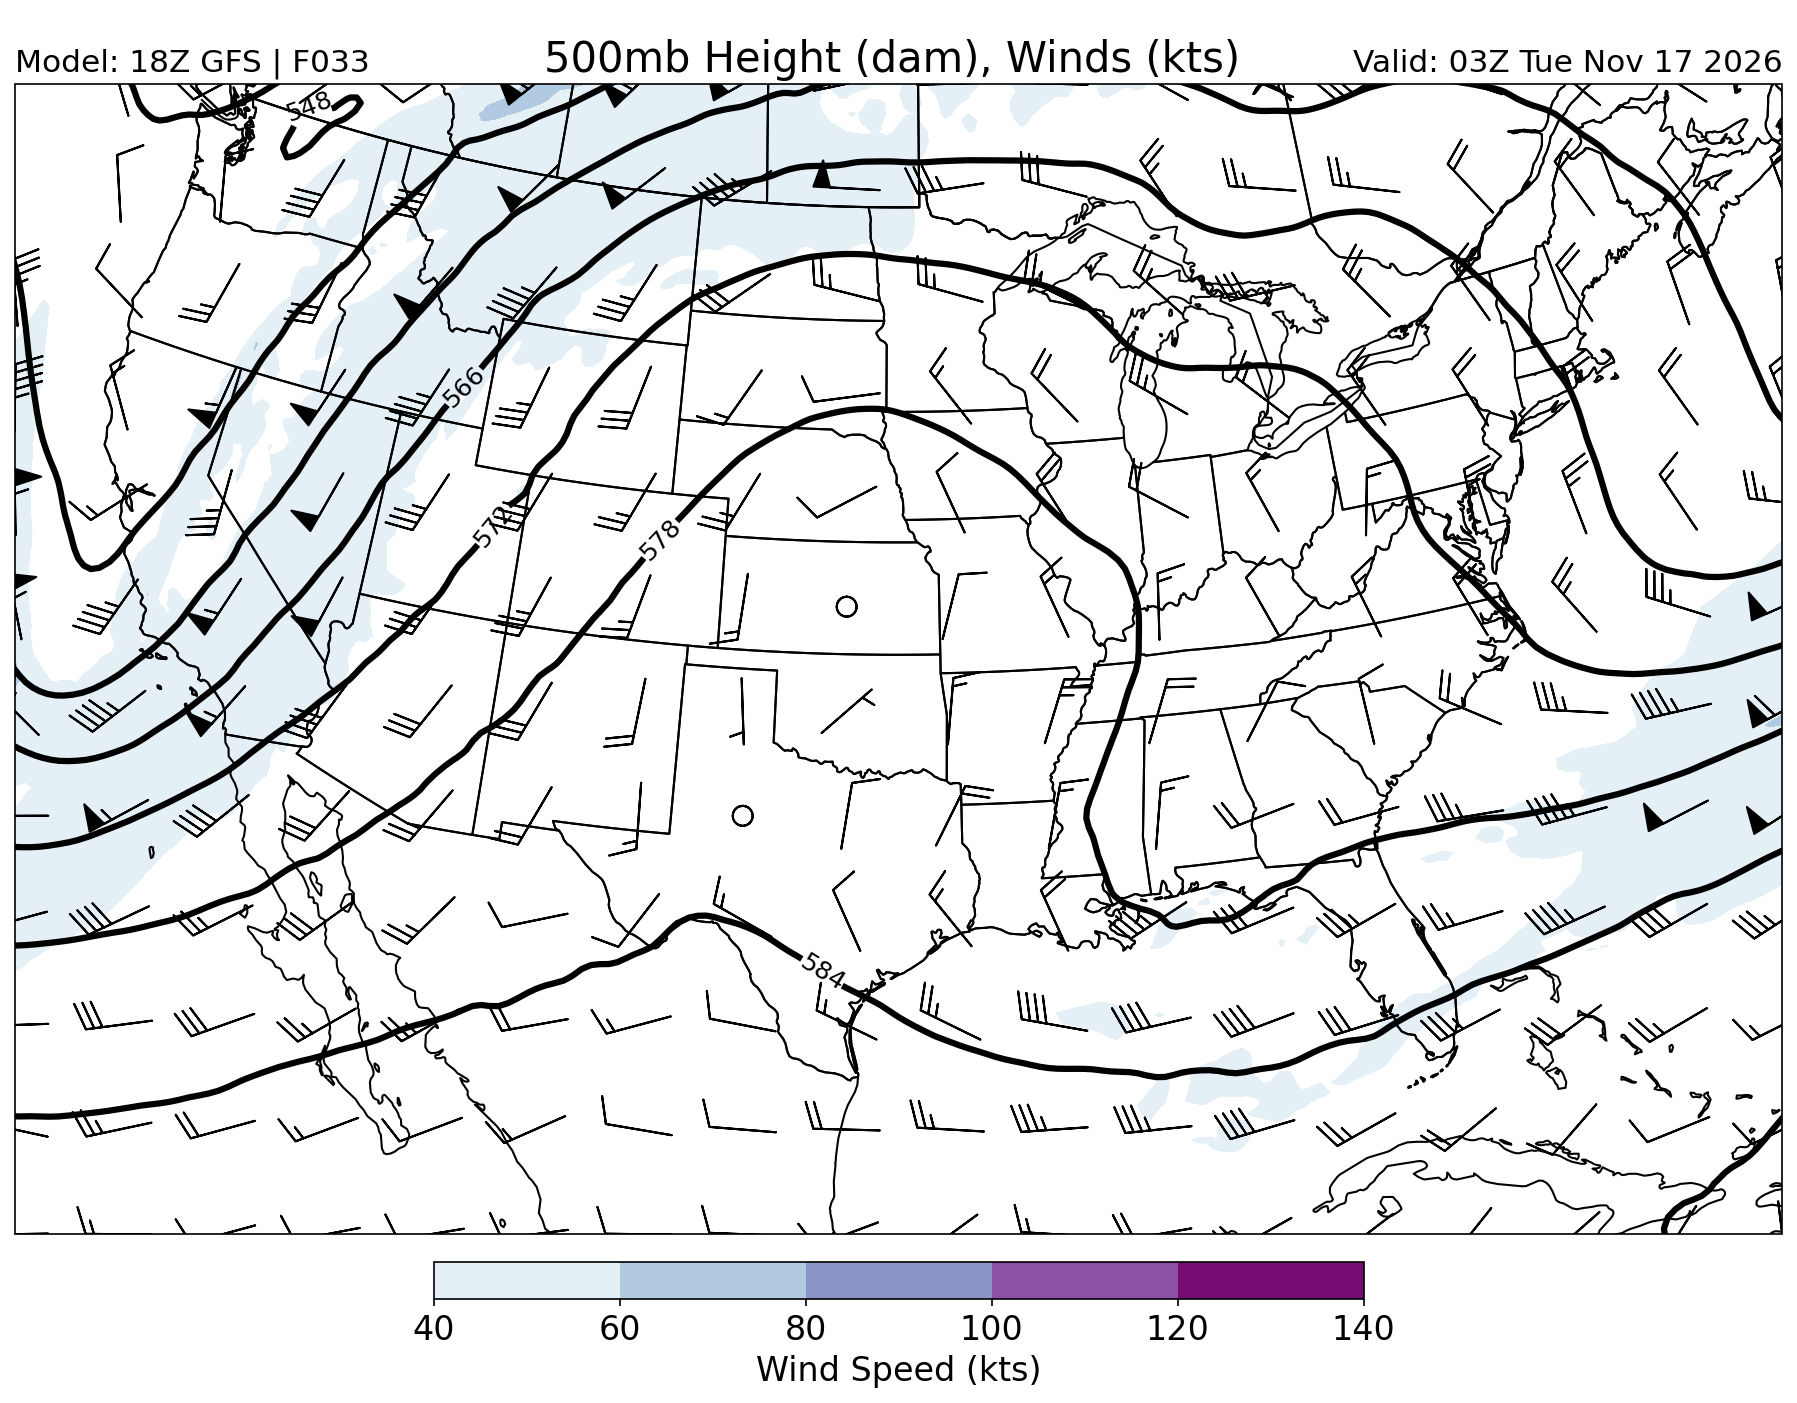 Model: 18Z GFS | F033
500mb Height (dam), Winds (kts)
Valid: 03Z Tue Nov 17 2026
548
566
572
578
584
40 60 80 100 120 140
Wind Speed (kts)